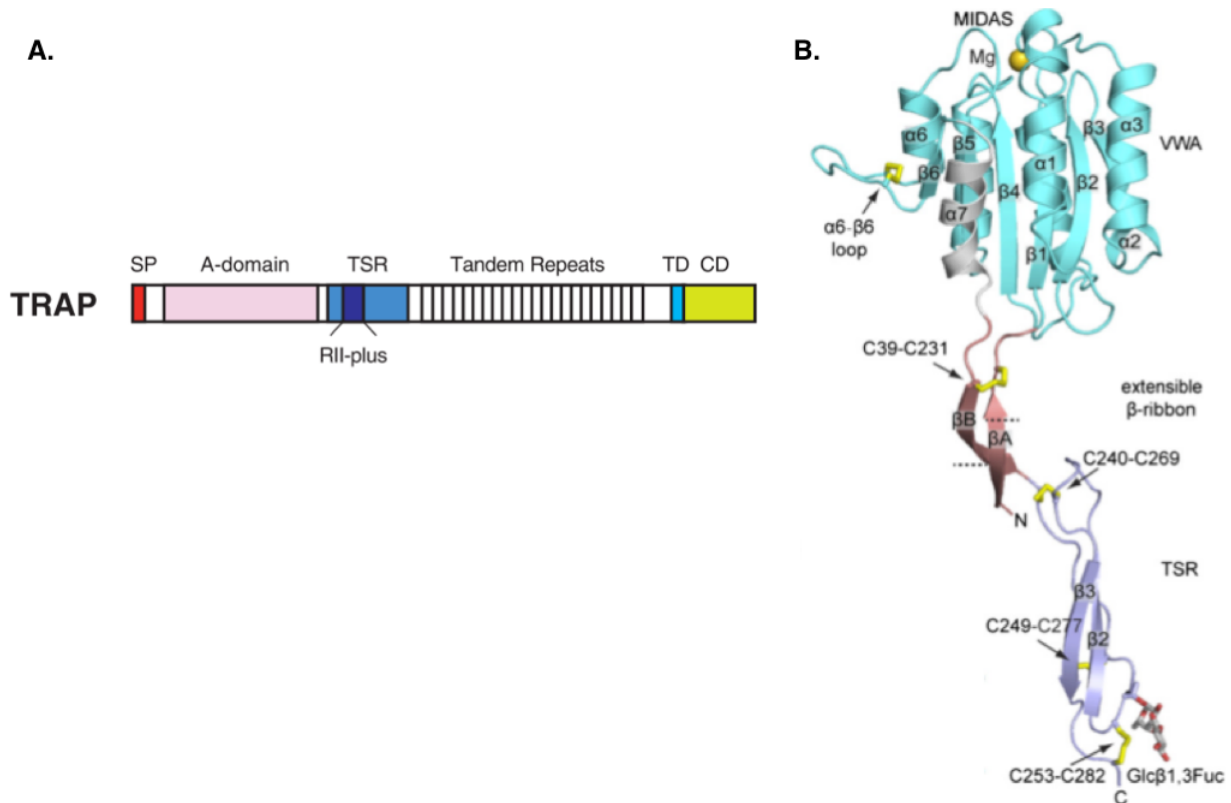 A.
SP A-domain TSR Tandem Repeats TD CD
TRAP
RII-plus
B.
MIDAS
Mg
α6
β5
β3
α3
VWA
β6
α1
β4
β2
α7
α6-β6
loop
β1
α2
C39-C231
extensible
β-ribbon
βB
βA
C240-C269
N
TSR
β3
C249-C277
β2
C253-C282
Glcβ1,3Fuc
C